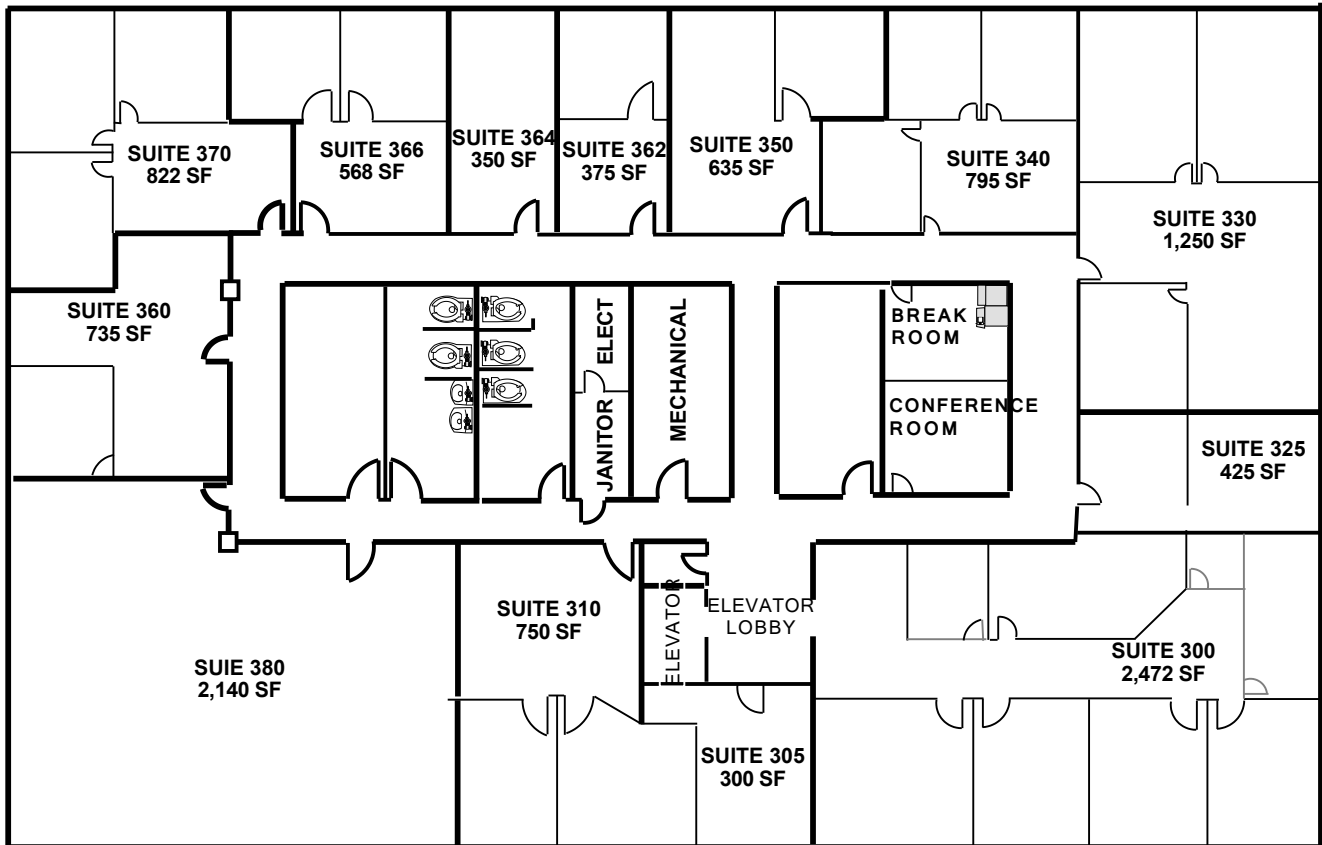 SUITE 370
822 SF
SUITE 366
568 SF
SUITE 364
350 SF
SUITE 362
375 SF
SUITE 350
635 SF
SUITE 340
795 SF
SUITE 330
1,250 SF
SUITE 360
735 SF
JANITOR ELECT
MECHANICAL
BREAK
ROOM
CONFERENCE
ROOM
SUITE 325
425 SF
SUIE 380
2,140 SF
SUITE 310
750 SF
ELEVATOR
ELEVATOR
LOBBY
SUITE 300
2,472 SF
SUITE 305
300 SF